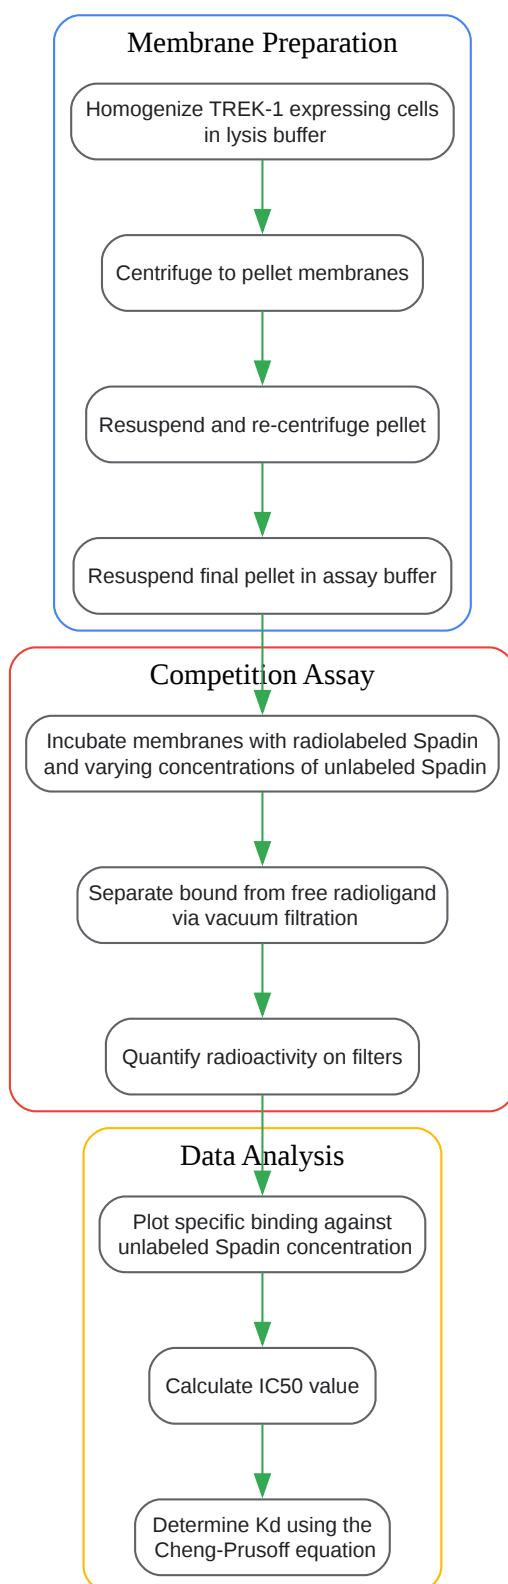 Membrane Preparation
Homogenize TREK-1 expressing cells
in lysis buffer
Centrifuge to pellet membranes
Resuspend and re-centrifuge pellet
Resuspend final pellet in assay buffer
Competition Assay
Incubate membranes with radiolabeled Spadin
and varying concentrations of unlabeled Spadin
Separate bound from free radioligand
via vacuum filtration
Quantify radioactivity on filters
Data Analysis
Plot specific binding against
unlabeled Spadin concentration
Calculate IC50 value
Determine Kd using the
Cheng-Prusoff equation